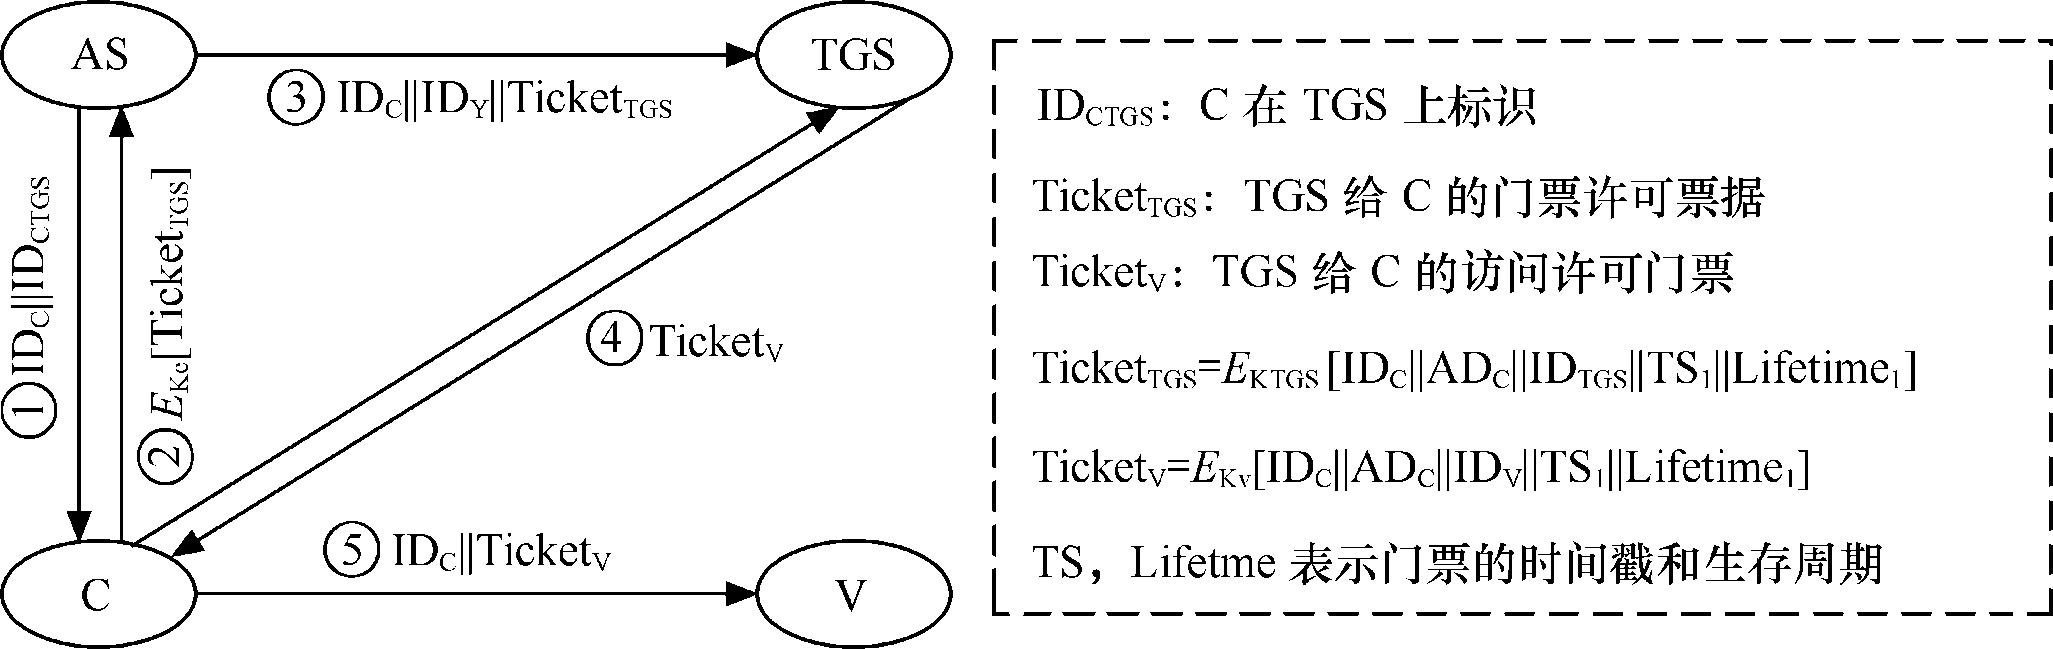 AS
TGS
③ IDC||IDY||TicketTGS
① IDC||IDCTGS
② EKc[TicketTGS]
④ TicketV
⑤ IDC||TicketV
C
V
IDCTGS：C 在 TGS 上标识
TicketTGS：TGS 给 C 的门票许可票据
TicketV：TGS 给 C 的访问许可门票
TicketTGS=EKTGS [IDC||ADC||IDTGS||TS1||Lifetime1]
TicketV=EKv[IDC||ADC||IDV||TS1||Lifetime1]
TS，Lifetme 表示门票的时间戳和生存周期